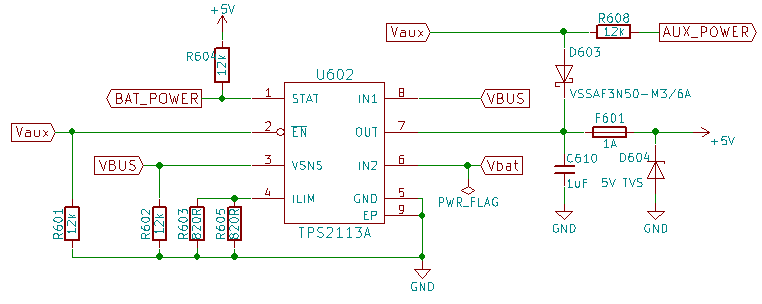 +5V
Vaux
R608
12k
AUX_POWER
R604
12k
D603
U602
BAT_POWER
1
STAT
IN1
8
VBUS
VSSAF3N50-M3/6A
F601
Vaux
2
EN
OUT
7
1A
+5V
VBUS
3
VSNS
IN2
6
Vbat
C610
1uF
D604
5V TVS
4
ILIM
GND
5
PWR_FLAG
EP
9
R601
12k
R602
12k
R603
820R
R605
820R
TPS2113A
GND
GND
GND